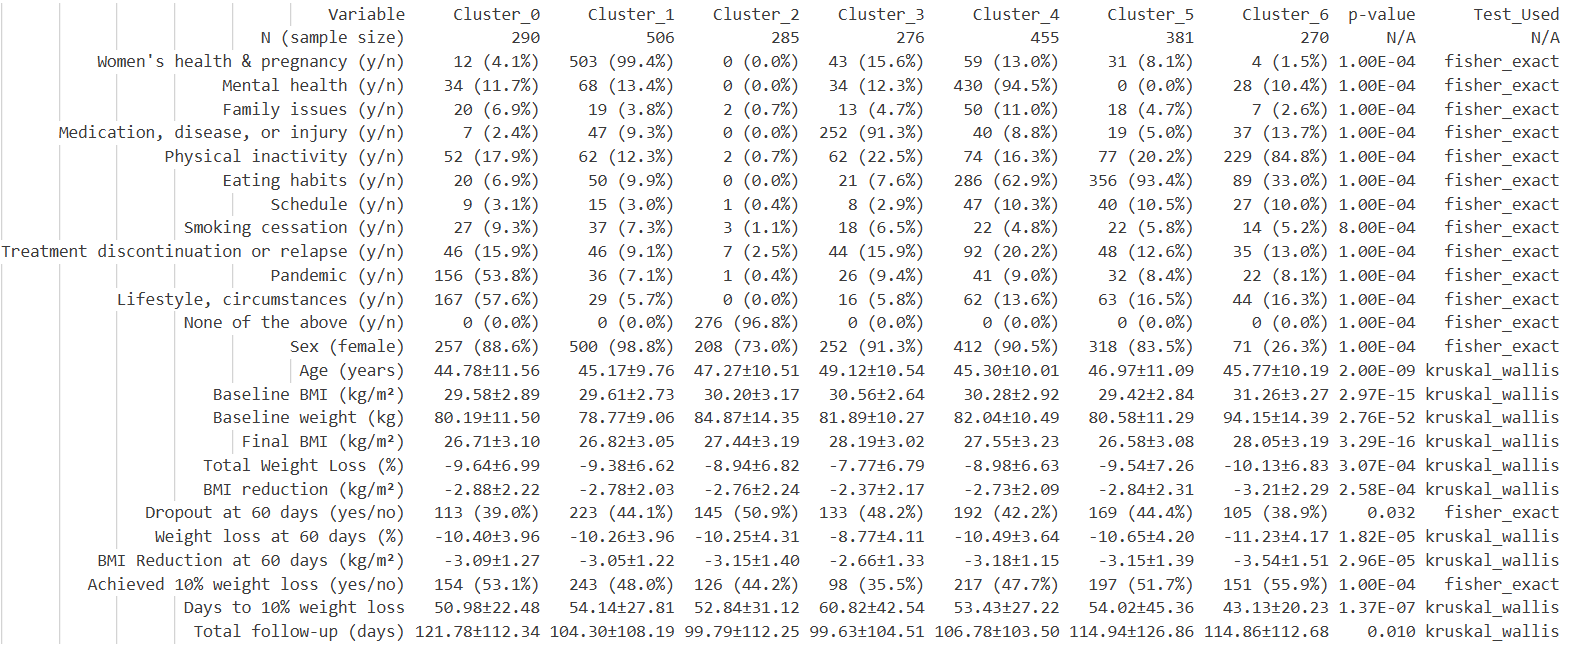 Variable Cluster_0 Cluster_1 Cluster_2 Cluster_3 Cluster_4 Cluster_5 Cluster_6 p-value Test_Used
N (sample size) 290 506 285 276 455 381 270 N/A N/A
Women's health & pregnancy (y/n) 12 (4.1%) 503 (99.4%) 0 (0.0%) 43 (15.6%) 59 (13.0%) 31 (8.1%) 4 (1.5%) 1.00E-04 fisher_exact
Mental health (y/n) 34 (11.7%) 68 (13.4%) 0 (0.0%) 34 (12.3%) 430 (94.5%) 0 (0.0%) 28 (10.4%) 1.00E-04 fisher_exact
Family issues (y/n) 20 (6.9%) 19 (3.8%) 2 (0.7%) 13 (4.7%) 50 (11.0%) 18 (4.7%) 7 (2.6%) 1.00E-04 fisher_exact
Medication, disease, or injury (y/n) 7 (2.4%) 47 (9.3%) 0 (0.0%) 252 (91.3%) 40 (8.8%) 19 (5.0%) 37 (13.7%) 1.00E-04 fisher_exact
Physical inactivity (y/n) 52 (17.9%) 62 (12.3%) 2 (0.7%) 62 (22.5%) 74 (16.3%) 77 (20.2%) 229 (84.8%) 1.00E-04 fisher_exact
Eating habits (y/n) 20 (6.9%) 50 (9.9%) 0 (0.0%) 21 (7.6%) 286 (62.9%) 356 (93.4%) 89 (33.0%) 1.00E-04 fisher_exact
Schedule (y/n) 9 (3.1%) 15 (3.0%) 1 (0.4%) 8 (2.9%) 47 (10.3%) 40 (10.5%) 27 (10.0%) 1.00E-04 fisher_exact
Smoking cessation (y/n) 27 (9.3%) 37 (7.3%) 3 (1.1%) 18 (6.5%) 22 (4.8%) 22 (5.8%) 14 (5.2%) 8.00E-04 fisher_exact
Treatment discontinuation or relapse (y/n) 46 (15.9%) 46 (9.1%) 7 (2.5%) 44 (15.9%) 92 (20.2%) 48 (12.6%) 35 (13.0%) 1.00E-04 fisher_exact
Pandemic (y/n) 156 (53.8%) 36 (7.1%) 1 (0.4%) 26 (9.4%) 41 (9.0%) 32 (8.4%) 22 (8.1%) 1.00E-04 fisher_exact
Lifestyle, circumstances (y/n) 167 (57.6%) 29 (5.7%) 0 (0.0%) 16 (5.8%) 62 (13.6%) 63 (16.5%) 44 (16.3%) 1.00E-04 fisher_exact
None of the above (y/n) 0 (0.0%) 0 (0.0%) 276 (96.8%) 0 (0.0%) 0 (0.0%) 0 (0.0%) 0 (0.0%) 1.00E-04 fisher_exact
Sex (female) 257 (88.6%) 500 (98.8%) 208 (73.0%) 252 (91.3%) 412 (90.5%) 318 (83.5%) 71 (26.3%) 1.00E-04 fisher_exact
Age (years) 44.78±11.56 45.17±9.76 47.27±10.51 49.12±10.54 45.30±10.01 46.97±11.09 45.77±10.19 2.00E-09 kruskal_wallis
Baseline BMI (kg/m²) 29.58±2.89 29.61±2.73 30.20±3.17 30.56±2.64 30.28±2.92 29.42±2.84 31.26±3.27 2.97E-15 kruskal_wallis
Baseline weight (kg) 80.19±11.50 78.77±9.06 84.87±14.35 81.89±10.27 82.04±10.49 80.58±11.29 94.15±14.39 2.76E-52 kruskal_wallis
Final BMI (kg/m²) 26.71±3.10 26.82±3.05 27.44±3.19 28.19±3.02 27.55±3.23 26.58±3.08 28.05±3.19 3.29E-16 kruskal_wallis
Total Weight Loss (%) -9.64±6.99 -9.38±6.62 -8.94±6.82 -7.77±6.79 -8.98±6.63 -9.54±7.26 -10.13±6.83 3.07E-04 kruskal_wallis
BMI reduction (kg/m²) -2.88±2.22 -2.78±2.03 -2.76±2.24 -2.37±2.17 -2.73±2.09 -2.84±2.31 -3.21±2.29 2.58E-04 kruskal_wallis
Dropout at 60 days (yes/no) 113 (39.0%) 223 (44.1%) 145 (50.9%) 133 (48.2%) 192 (42.2%) 169 (44.4%) 105 (38.9%) 0.032 fisher_exact
Weight loss at 60 days (%) -10.40±3.96 -10.26±3.96 -10.25±4.31 -8.77±4.11 -10.49±3.64 -10.65±4.20 -11.23±4.17 1.82E-05 kruskal_wallis
BMI Reduction at 60 days (kg/m²) -3.09±1.27 -3.05±1.22 -3.15±1.40 -2.66±1.33 -3.18±1.15 -3.15±1.39 -3.54±1.51 2.96E-05 kruskal_wallis
Achieved 10% weight loss (yes/no) 154 (53.1%) 243 (48.0%) 126 (44.2%) 98 (35.5%) 217 (47.7%) 197 (51.7%) 151 (55.9%) 1.00E-04 fisher_exact
Days to 10% weight loss 50.98±22.48 54.14±27.81 52.84±31.12 60.82±42.54 53.43±27.22 54.02±45.36 43.13±20.23 1.37E-07 kruskal_wallis
Total follow-up (days) 121.78±112.34 104.30±108.19 99.79±112.25 99.63±104.51 106.78±103.50 114.94±126.86 114.86±112.68 0.010 kruskal_wallis